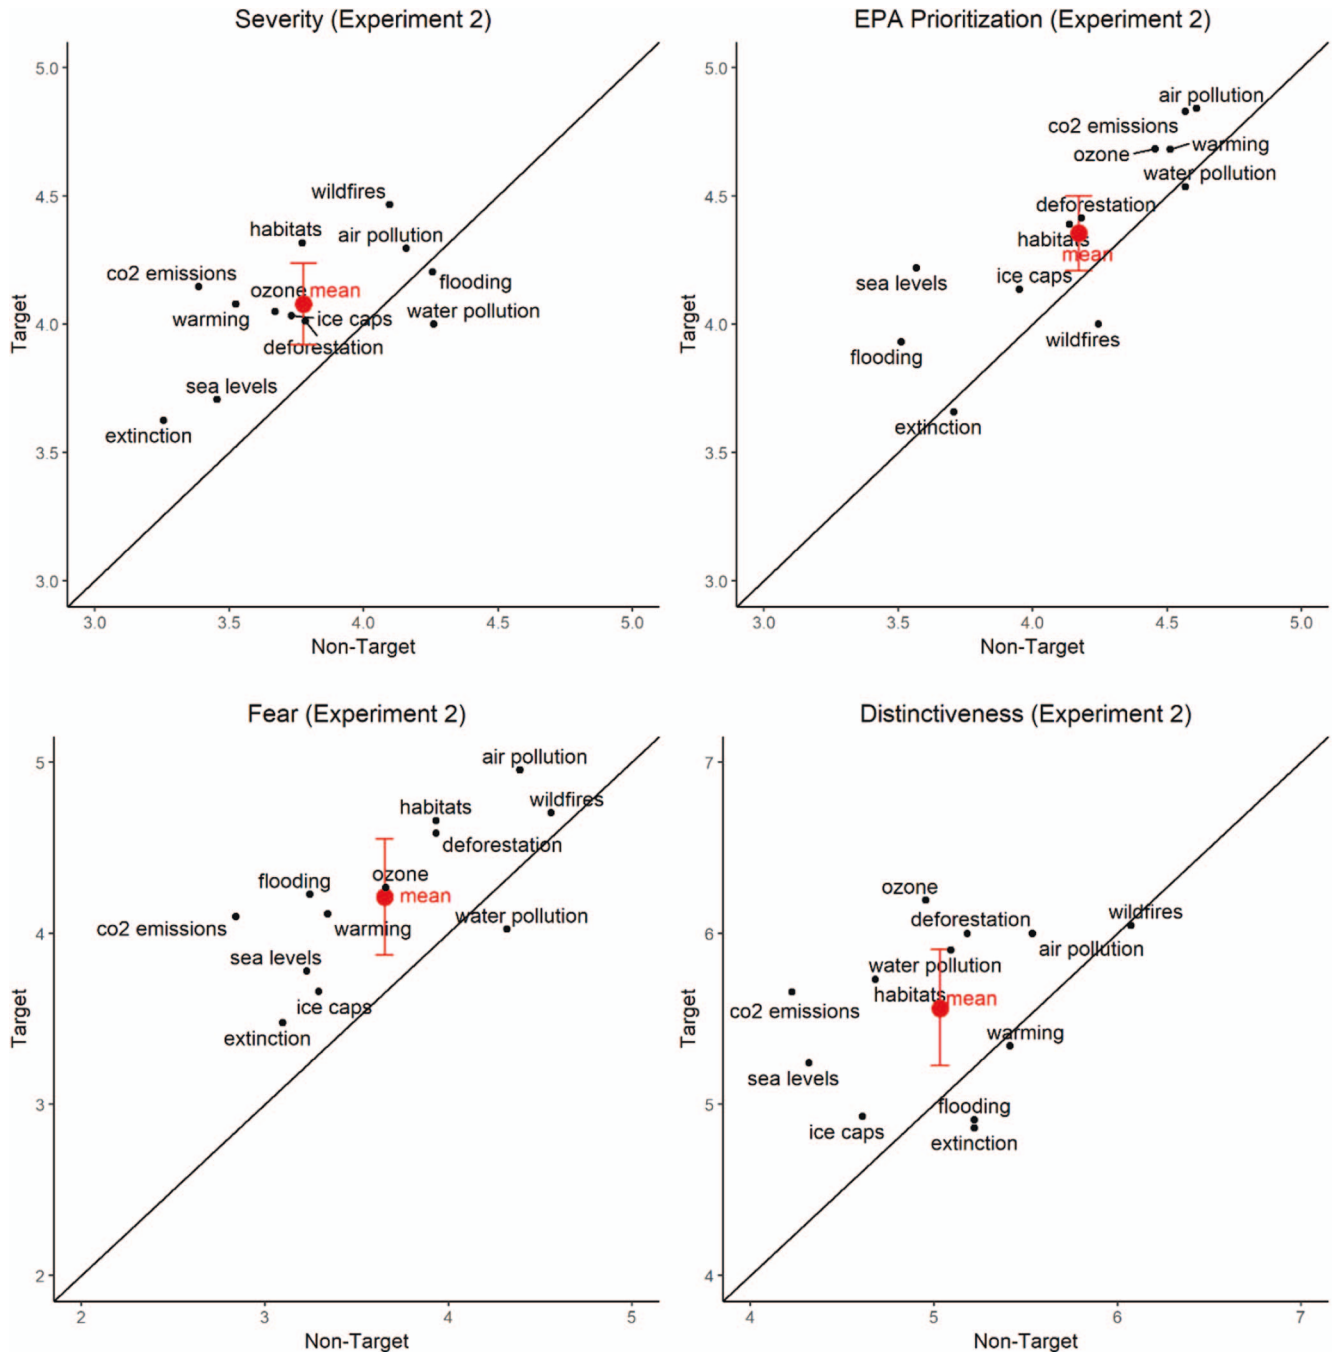 Severity (Experiment 2)
5.0
4.5
4.0
3.5
3.0
Target
wildfires
habitats
air pollution
co2 emissions
flooding
ozone
mean
water pollution
warming
ice caps
deforestation
sea levels
extinction
3.0 3.5 4.0 4.5 5.0
Non-Target
EPA Prioritization (Experiment 2)
5.0
4.5
4.0
3.5
3.0
Target
air pollution
co2 emissions
warming
ozone
water pollution
deforestation
habitats
mean
ice caps
sea levels
wildfires
flooding
extinction
3.0 3.5 4.0 4.5 5.0
Non-Target
Fear (Experiment 2)
5
4
3
2
Target
air pollution
wildfires
habitats
deforestation
ozone
flooding
mean
water pollution
co2 emissions
warming
sea levels
ice caps
extinction
2 3 4 5
Non-Target
Distinctiveness (Experiment 2)
7
6
5
4
Target
ozone
wildfires
deforestation
air pollution
water pollution
habitats
mean
co2 emissions
warming
sea levels
flooding
ice caps
extinction
4 5 6 7
Non-Target